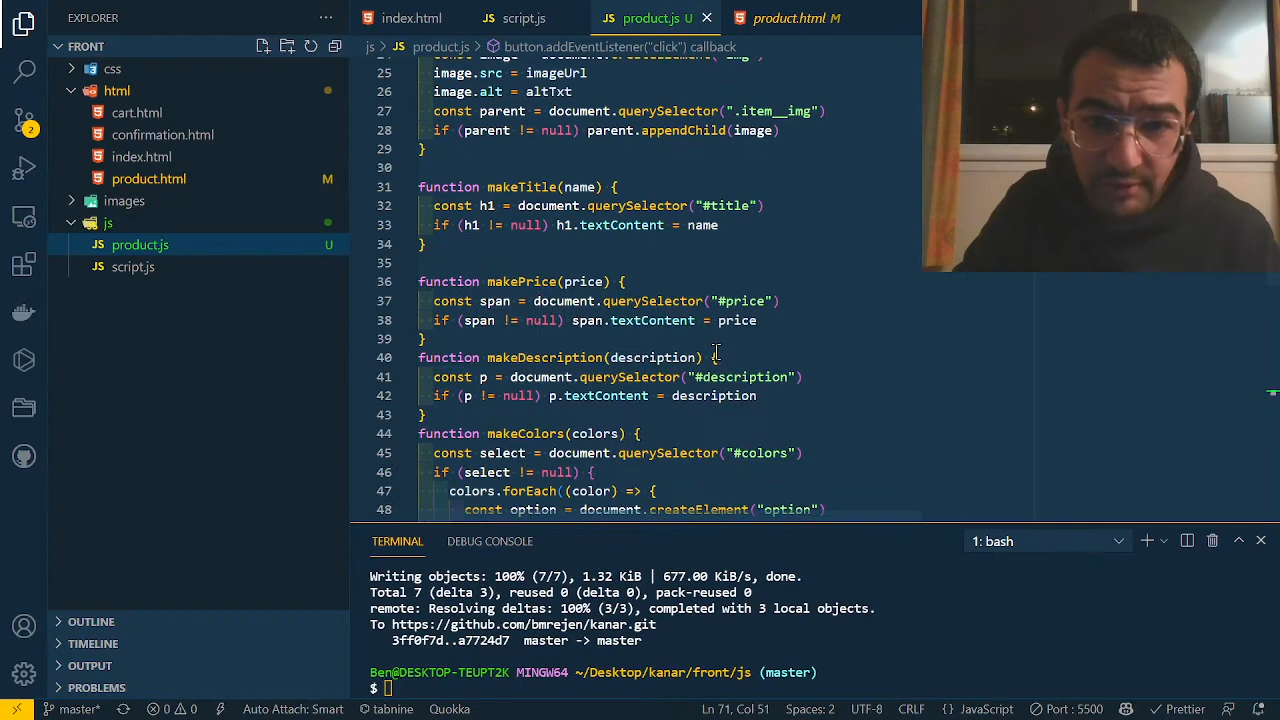 EXPLORER
FRONT
css
html
cart.html
confirmation.html
index.html
product.html M
images
js
product.js U
script.js
OUTLINE
TIMELINE
OUTPUT
PROBLEMS
index.html script.js product.js U product.html M
js product.js button.addEventListener("click") callback
25 image.src = imageUrl
26 image.alt = altTxt
27 const parent = document.querySelector(".item__img")
28 if (parent != null) parent.appendChild(image)
29 }
30
31 function makeTitle(name) {
32 const h1 = document.querySelector("#title")
33 if (h1 != null) h1.textContent = name
34 }
35
36 function makePrice(price) {
37 const span = document.querySelector("#price")
38 if (span != null) span.textContent = price
39 }
40 function makeDescription(description) {
41 const p = document.querySelector("#description")
42 if (p != null) p.textContent = description
43 }
44 function makeColors(colors) {
45 const select = document.querySelector("#colors")
46 if (select != null) {
47 colors.forEach((color) => {
48 const option = document.createElement("option")
TERMINAL DEBUG CONSOLE 1: bash
Writing objects: 100% (7/7), 1.32 KiB | 677.00 KiB/s, done.
Total 7 (delta 3), reused 0 (delta 0), pack-reused 0
remote: Resolving deltas: 100% (3/3), completed with 3 local objects.
To https://github.com/bmrejen/kanar.git
3ff0f7d..a7724d7 master -> master
Ben@DESKTOP-TEUPT2K MINGW64 ~/Desktop/kanar/front/js (master)
$
2
master* 0 0 Auto Attach: Smart tabnine Quokka Ln 71, Col 51 Spaces: 2 UTF-8 CRLF JavaScript Port : 5500 Prettier